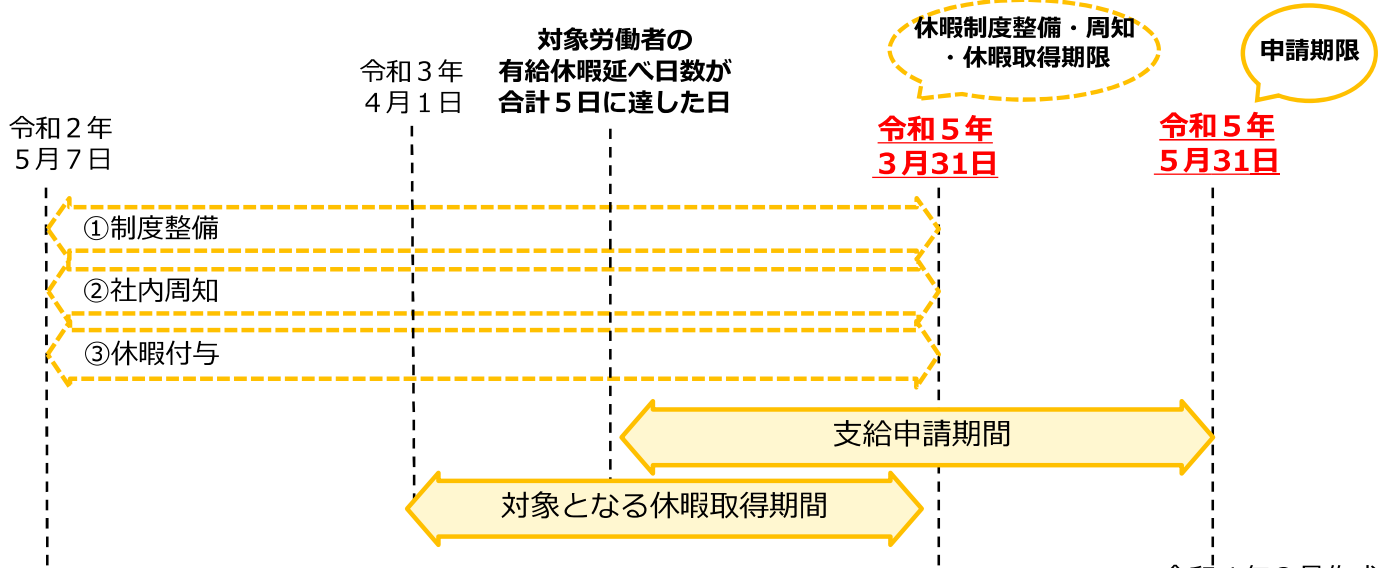 休暇制度整備・周知
・休暇取得期限
申請期限
対象労働者の
有給休暇延べ日数が
合計５日に達した日
令和３年
４月１日
令和２年
５月７日
令和５年
３月31日
令和５年
５月31日
①制度整備
②社内周知
③休暇付与
支給申請期間
対象となる休暇取得期間